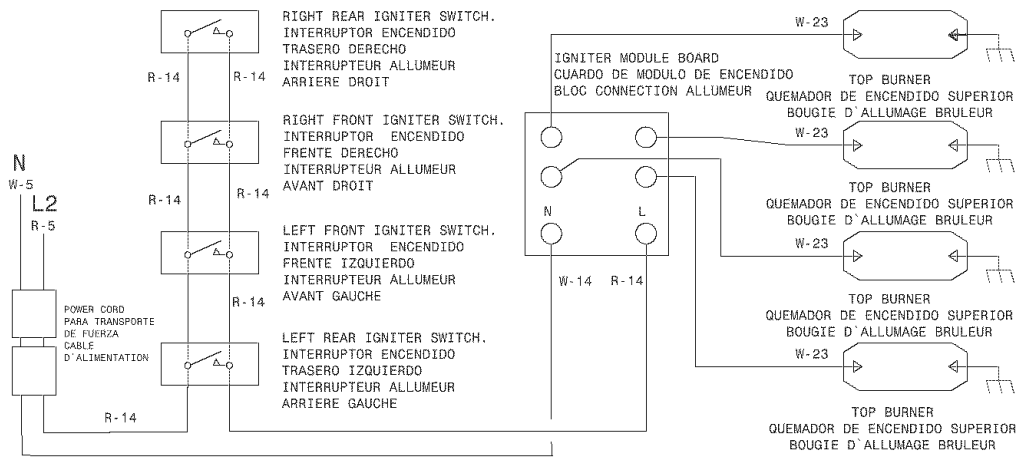 RIGHT REAR IGNITER SWITCH.
INTERRUPTOR ENCENDIDO
TRASERO DERECHO
INTERRUPTEUR ALLUMEUR
ARRIERE DROIT
R-14
R-14
RIGHT FRONT IGNITER SWITCH.
INTERRUPTOR ENCENDIDO
FRENTE DERECHO
INTERRUPTEUR ALLUMEUR
AVANT DROIT
R-14
R-14
LEFT FRONT IGNITER SWITCH.
INTERRUPTOR ENCENDIDO
FRENTE IZQUIERDO
INTERRUPTEUR ALLUMEUR
AVANT GAUCHE
R-14
LEFT REAR IGNITER SWITCH.
INTERRUPTOR ENCENDIDO
TRASERO IZQUIERDO
INTERRUPTEUR ALLUMEUR
ARRIERE GAUCHE
N
W-5
L2
R-5
POWER CORD
PARA TRANSPORTE
DE FUERZA
CABLE
D'ALIMENTATION
R-14
IGNITER MODULE BOARD
CUARDO DE MODULO DE ENCENDIDO
BLOC CONNECTION ALLUMEUR
N
L
W-14
R-14
W-23
TOP BURNER
QUEMADOR DE ENCENDIDO SUPERIOR
BOUGIE D`ALLUMAGE BRULEUR
W-23
TOP BURNER
QUEMADOR DE ENCENDIDO SUPERIOR
BOUGIE D`ALLUMAGE BRULEUR
W-23
TOP BURNER
QUEMADOR DE ENCENDIDO SUPERIOR
BOUGIE D`ALLUMAGE BRULEUR
W-23
TOP BURNER
QUEMADOR DE ENCENDIDO SUPERIOR
BOUGIE D`ALLUMAGE BRULEUR